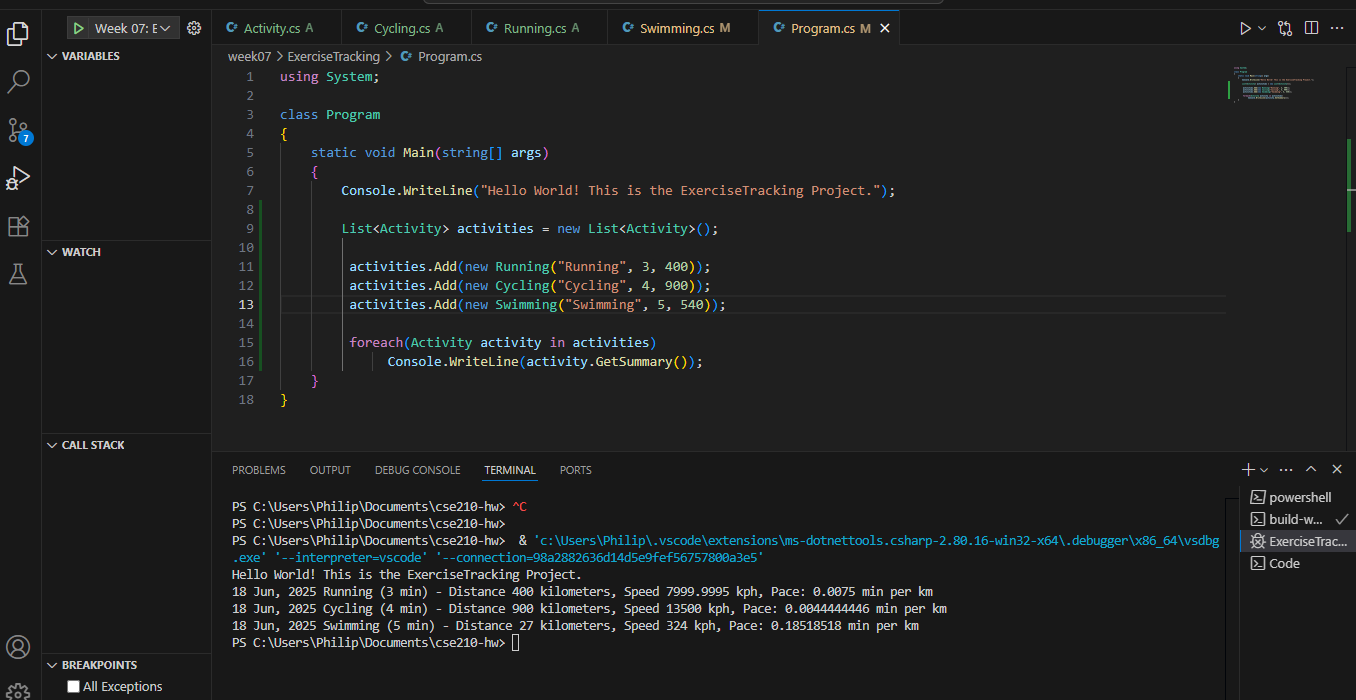 Week 07: E
VARIABLES
WATCH
CALL STACK
BREAKPOINTS
All Exceptions
7
Activity.cs A
Cycling.cs A
Running.cs A
Swimming.cs M
Program.cs M
week07 > ExerciseTracking > Program.cs
1 using System;
2
3 class Program
4 {
5 static void Main(string[] args)
6 {
7 Console.WriteLine("Hello World! This is the ExerciseTracking Project.");
8
9 List<Activity> activities = new List<Activity>();
10
11 activities.Add(new Running("Running", 3, 400));
12 activities.Add(new Cycling("Cycling", 4, 900));
13 activities.Add(new Swimming("Swimming", 5, 540));
14
15 foreach(Activity activity in activities)
16 Console.WriteLine(activity.GetSummary());
17 }
18 }
PROBLEMS OUTPUT DEBUG CONSOLE TERMINAL PORTS
PS C:\Users\Philip\Documents\cse210-hw> ^C
PS C:\Users\Philip\Documents\cse210-hw>
PS C:\Users\Philip\Documents\cse210-hw>  & 'c:\Users\Philip\.vscode\extensions\ms-dotnettools.csharp-2.80.16-win32-x64\.debugger\x86_64\vsdbg
.exe' '--interpreter=vscode' '--connection=98a2882636d14d5e9fef56757800a3e5'
Hello World! This is the ExerciseTracking Project.
18 Jun, 2025 Running (3 min) - Distance 400 kilometers, Speed 7999.9995 kph, Pace: 0.0075 min per km
18 Jun, 2025 Cycling (4 min) - Distance 900 kilometers, Speed 13500 kph, Pace: 0.0044444446 min per km
18 Jun, 2025 Swimming (5 min) - Distance 27 kilometers, Speed 324 kph, Pace: 0.18518518 min per km
PS C:\Users\Philip\Documents\cse210-hw>
powershell
build-w...
ExerciseTrac...
Code